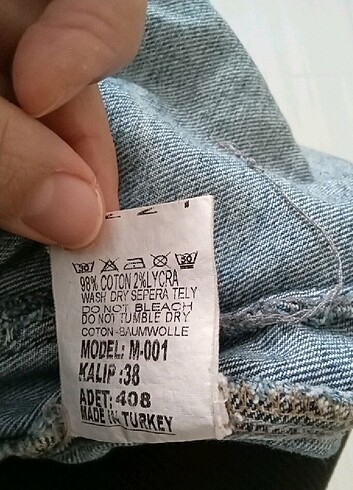 98% COTON 2%LYCRA
WASH DRY SEPERA TELY
DO NOT BLEACH
DO NOT TUMBLE DRY
COTON-BAUMWOLLE
MODEL: M-001
KALIP :38
ADET: 408
MADE IN TURKEY